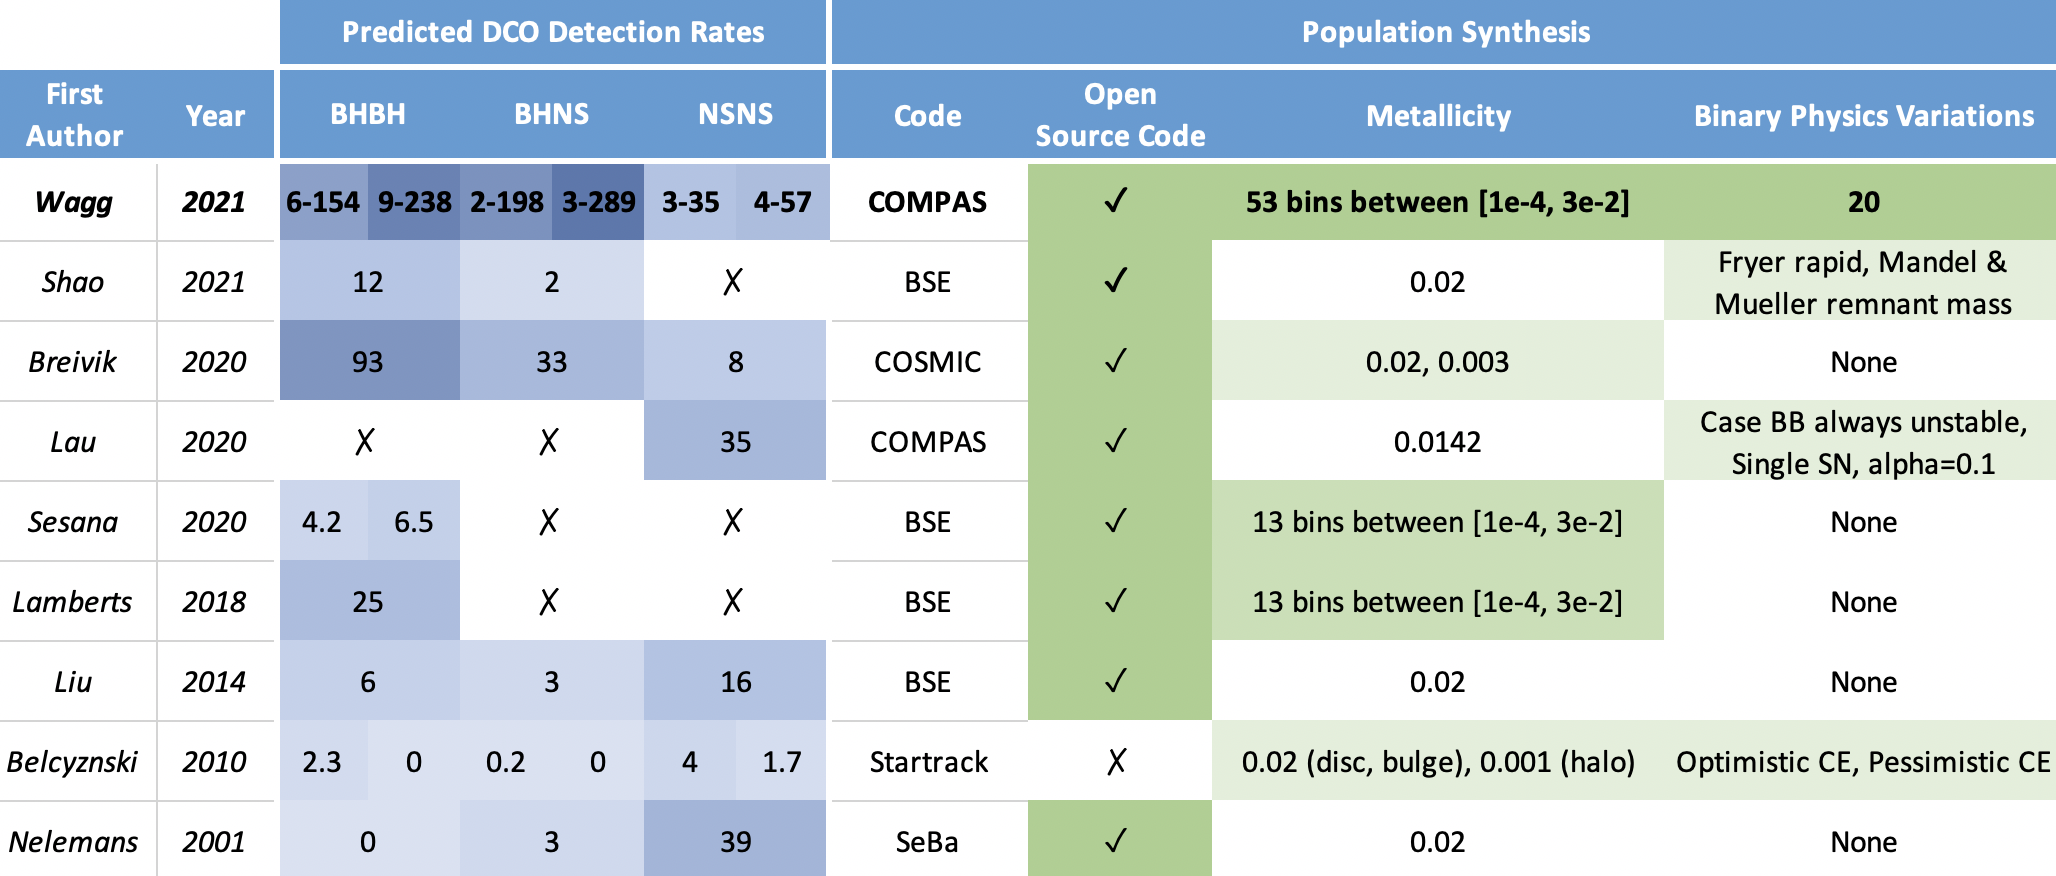 Predicted DCO Detection Rates Population Synthesis
First Author Year BHBH BHNS NSNS Code Open Source Code Metallicity Binary Physics Variations
Wagg 2021 6-154 9-238 2-198 3-289 3-35 4-57 COMPAS ✓ 53 bins between [1e-4, 3e-2] 20
Shao 2021 12 2 ✗ BSE ✓ 0.02 Fryer rapid, Mandel & Mueller remnant mass
Breivik 2020 93 33 8 COSMIC ✓ 0.02, 0.003 None
Lau 2020 ✗ ✗ 35 COMPAS ✓ 0.0142 Case BB always unstable, Single SN, alpha=0.1
Sesana 2020 4.2 6.5 ✗ ✗ BSE ✓ 13 bins between [1e-4, 3e-2] None
Lamberts 2018 25 ✗ ✗ BSE ✓ 13 bins between [1e-4, 3e-2] None
Liu 2014 6 3 16 BSE ✓ 0.02 None
Belcyznski 2010 2.3 0 0.2 0 4 1.7 Startrack ✗ 0.02 (disc, bulge), 0.001 (halo) Optimistic CE, Pessimistic CE
Nelemans 2001 0 3 39 SeBa ✓ 0.02 None